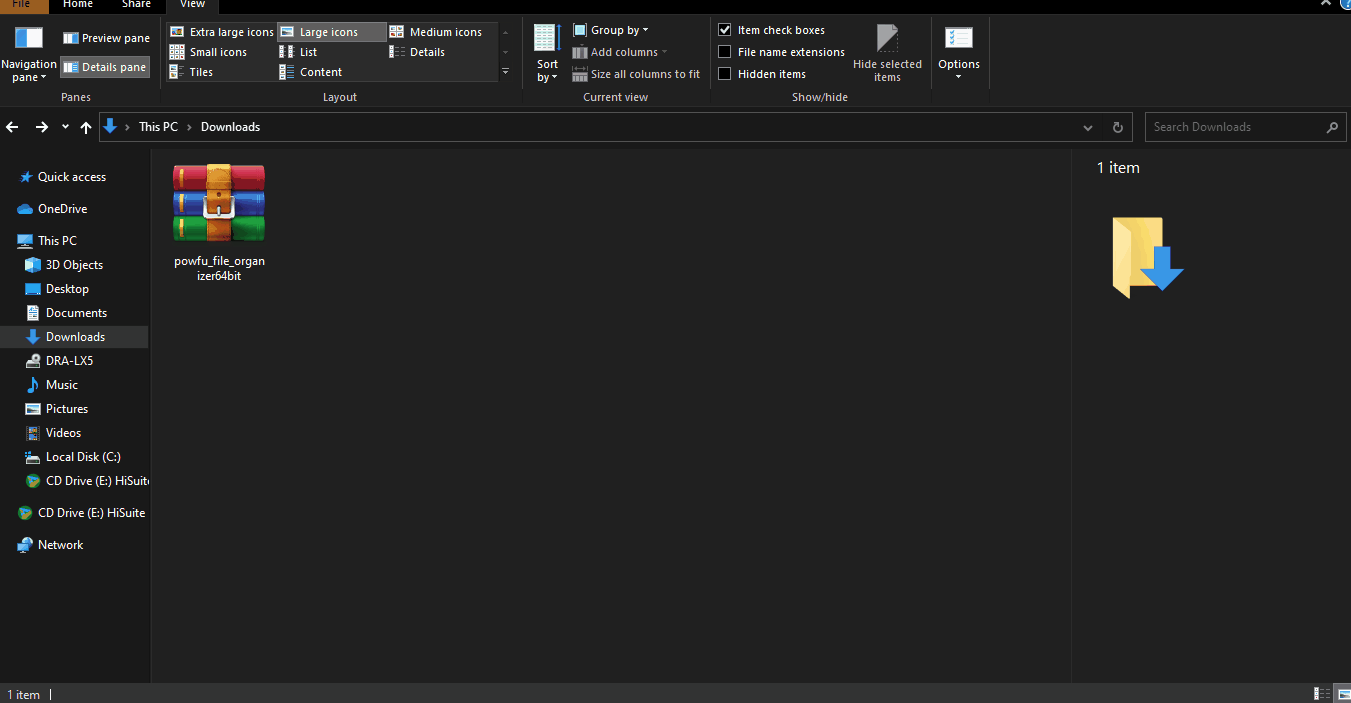 File Home Share View
Extra large icons Large icons Medium icons
Small icons List Details
Tiles Content
Preview pane
Details pane
Navigation
pane
Sort
by
Group by
Add columns
Size all columns to fit
Item check boxes
File name extensions
Hidden items
Hide selected
items
Options
Panes Layout Current view Show/hide
This PC Downloads
Search Downloads
Quick access
OneDrive
This PC
3D Objects
Desktop
Documents
Downloads
DRA-LX5
Music
Pictures
Videos
Local Disk (C:)
CD Drive (E:) HiSuite
CD Drive (E:) HiSuite
Network
powfu_file_organ
izer64bit
1 item
1 item